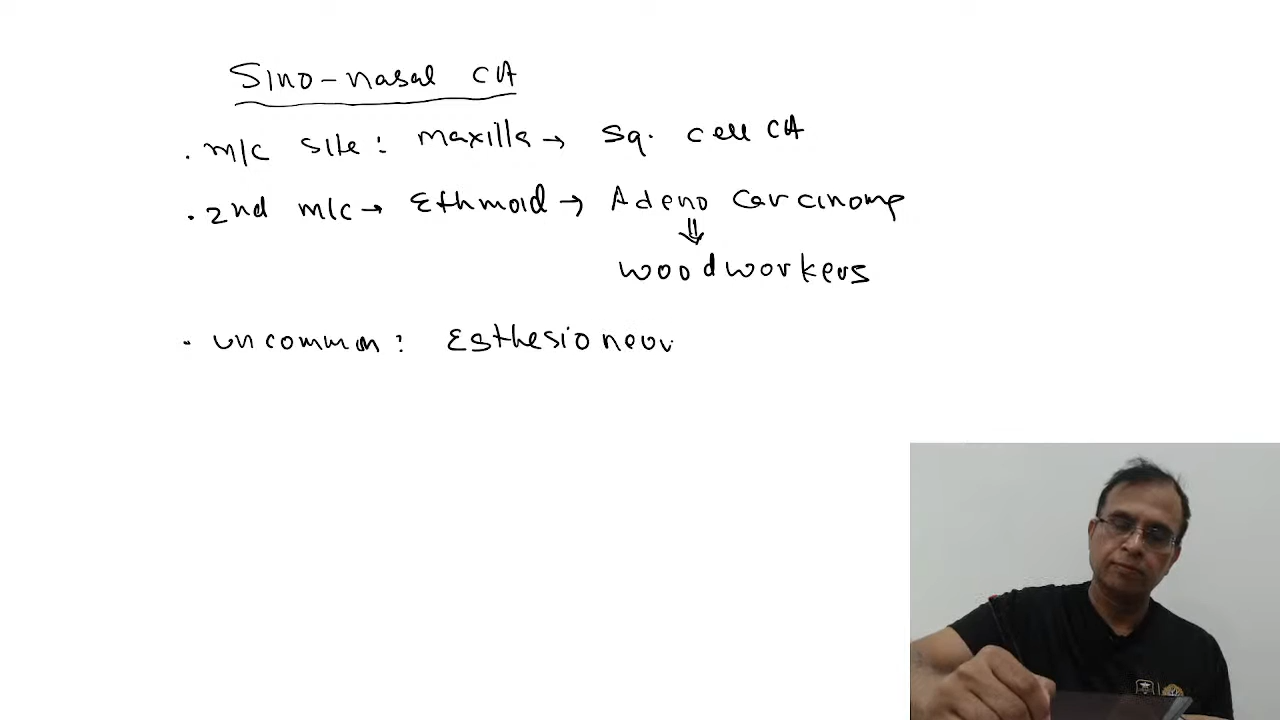 Sino-nasal CA
. m/c site : maxilla → Sq. cell CA
. 2nd m/c → Ethmoid → Adeno Carcinoma
⇓
woodworkers
. uncommon : Esthesioneur